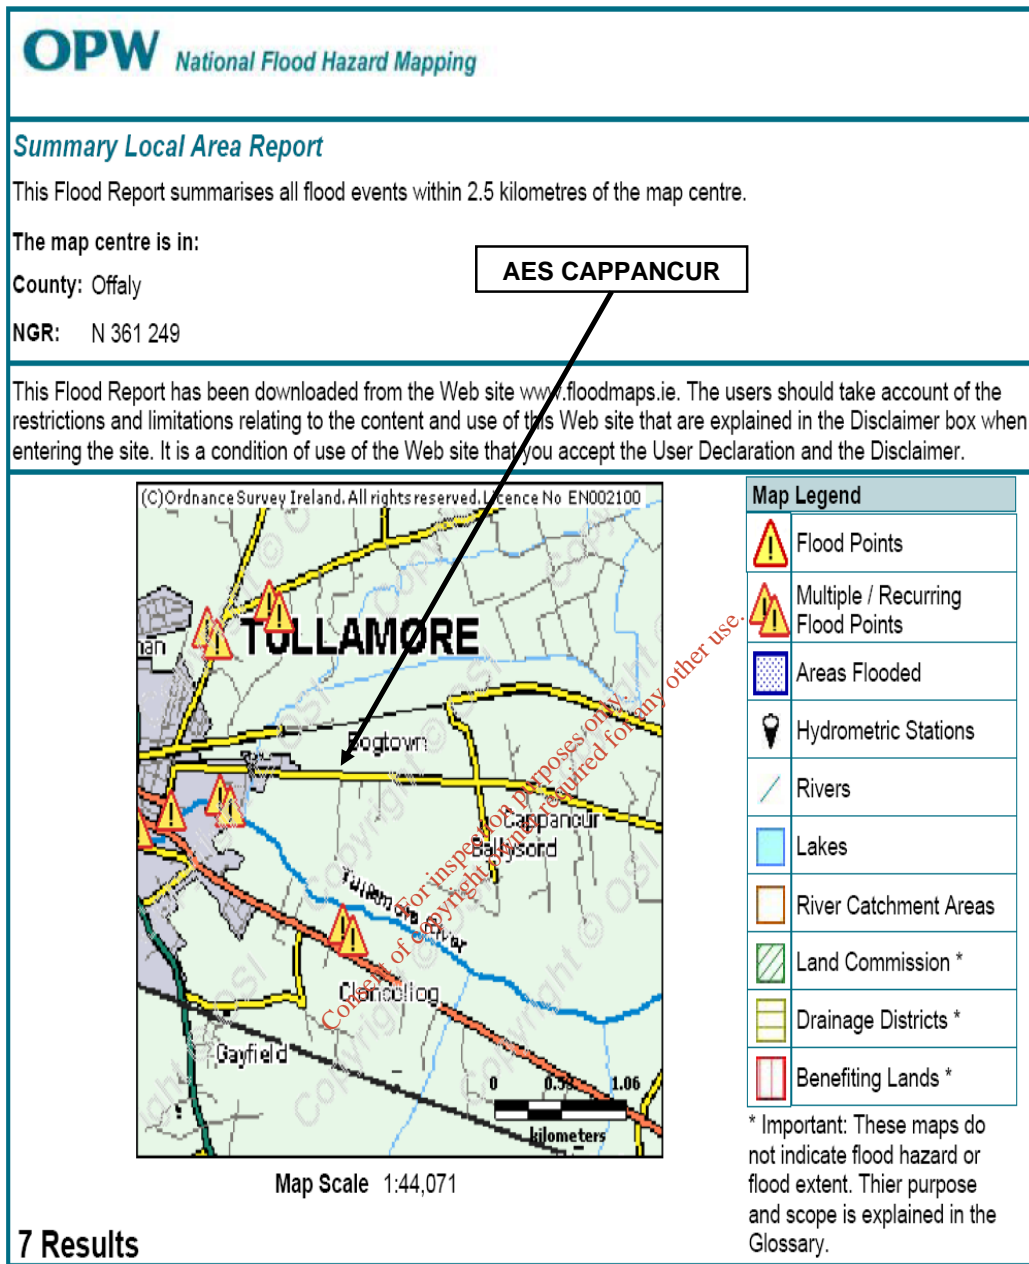 OPW National Flood Hazard Mapping
Summary Local Area Report
This Flood Report summarises all flood events within 2.5 kilometres of the map centre.
The map centre is in:
County: Offaly
NGR: N 361 249
AES CAPPANCUR
This Flood Report has been downloaded from the Web site www.floodmaps.ie. The users should take account of the
restrictions and limitations relating to the content and use of this Web site that are explained in the Disclaimer box when
entering the site. It is a condition of use of the Web site that you accept the User Declaration and the Disclaimer.
(C)Ordnance Survey Ireland. All rights reserved. Licence No EN002100
TULLAMORE
Bogtown
Cappancur
Ballysord
Tullamore River
Cloncollog
Gayfield
0 0.53 1.06
kilometers
Copyright © OSI
For inspection purposes only.
Consent of copyright owner required for any other use.
Map Scale 1:44,071
7 Results
Map Legend
Flood Points
Multiple / Recurring
Flood Points
Areas Flooded
Hydrometric Stations
Rivers
Lakes
River Catchment Areas
Land Commission *
Drainage Districts *
Benefiting Lands *
* Important: These maps do
not indicate flood hazard or
flood extent. Thier purpose
and scope is explained in the
Glossary.